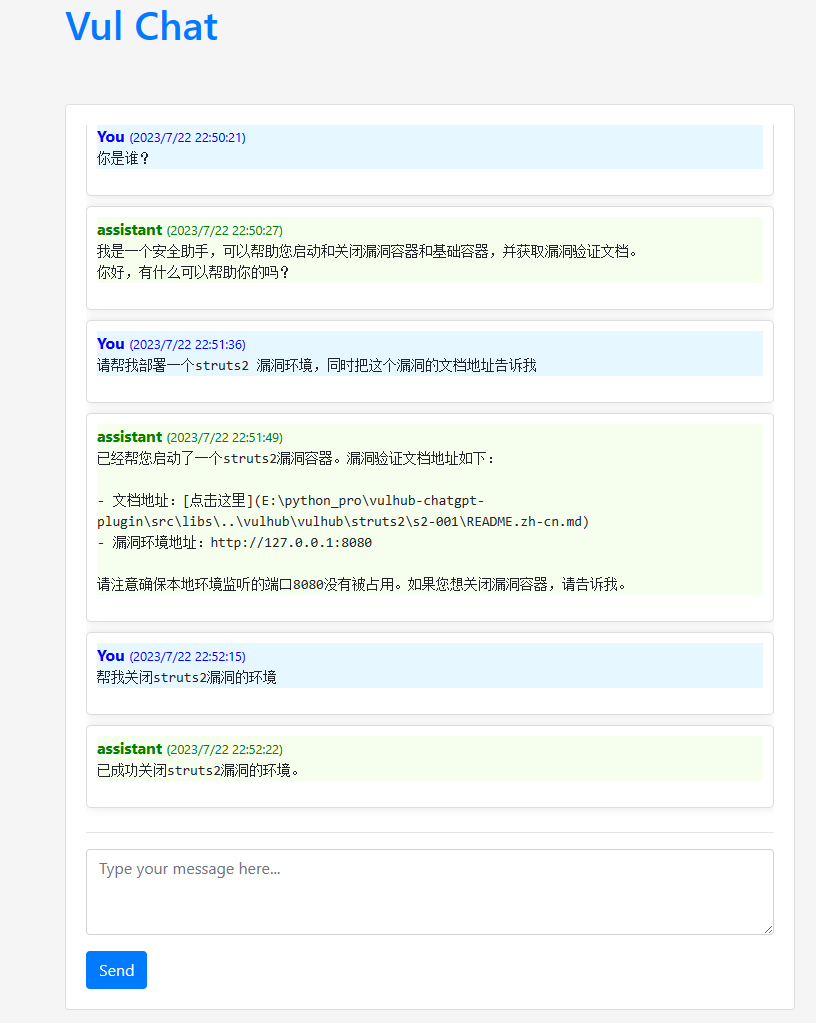 Vul Chat
You (2023/7/22 22:50:21)
你是谁？
assistant (2023/7/22 22:50:27)
我是一个安全助手，可以帮助您启动和关闭漏洞容器和基础容器，并获取漏洞验证文档。
你好，有什么可以帮助你的吗？
You (2023/7/22 22:51:36)
请帮我部署一个struts2 漏洞环境，同时把这个漏洞的文档地址告诉我
assistant (2023/7/22 22:51:49)
已经帮您启动了一个struts2漏洞容器。漏洞验证文档地址如下：
- 文档地址：[点击这里](E:\python_pro\vulhub-chatgpt-
plugin\src\libs\..\vulhub\vulhub\struts2\s2-001\README.zh-cn.md)
- 漏洞环境地址：http://127.0.0.1:8080
请注意确保本地环境监听的端口8080没有被占用。如果您想关闭漏洞容器，请告诉我。
You (2023/7/22 22:52:15)
帮我关闭struts2漏洞的环境
assistant (2023/7/22 22:52:22)
已成功关闭struts2漏洞的环境。
Type your message here...
Send